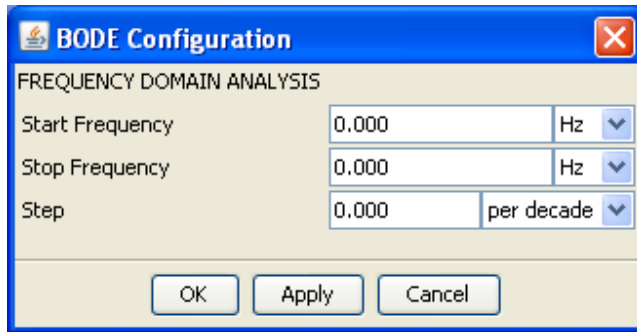 BODE Configuration
FREQUENCY DOMAIN ANALYSIS
Start Frequency 0.000 Hz
Stop Frequency 0.000 Hz
Step 0.000 per decade
OK Apply Cancel